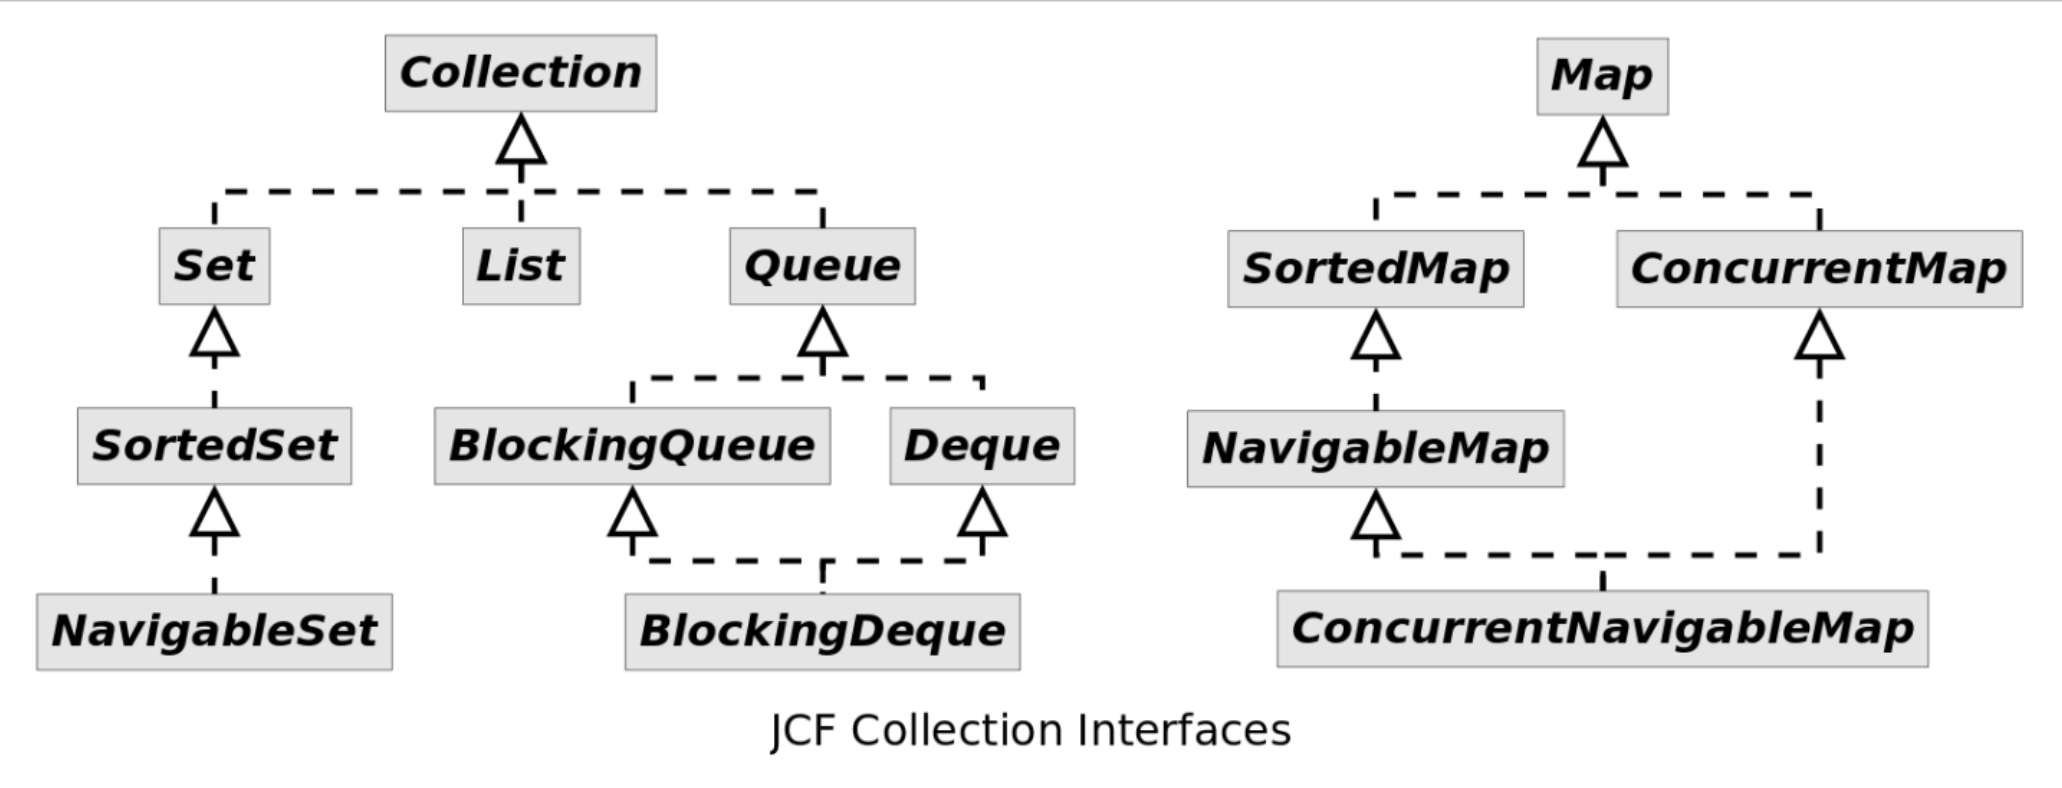 Collection
Map
Set
List
Queue
SortedMap
ConcurrentMap
SortedSet
BlockingQueue
Deque
NavigableMap
NavigableSet
BlockingDeque
ConcurrentNavigableMap
JCF Collection Interfaces